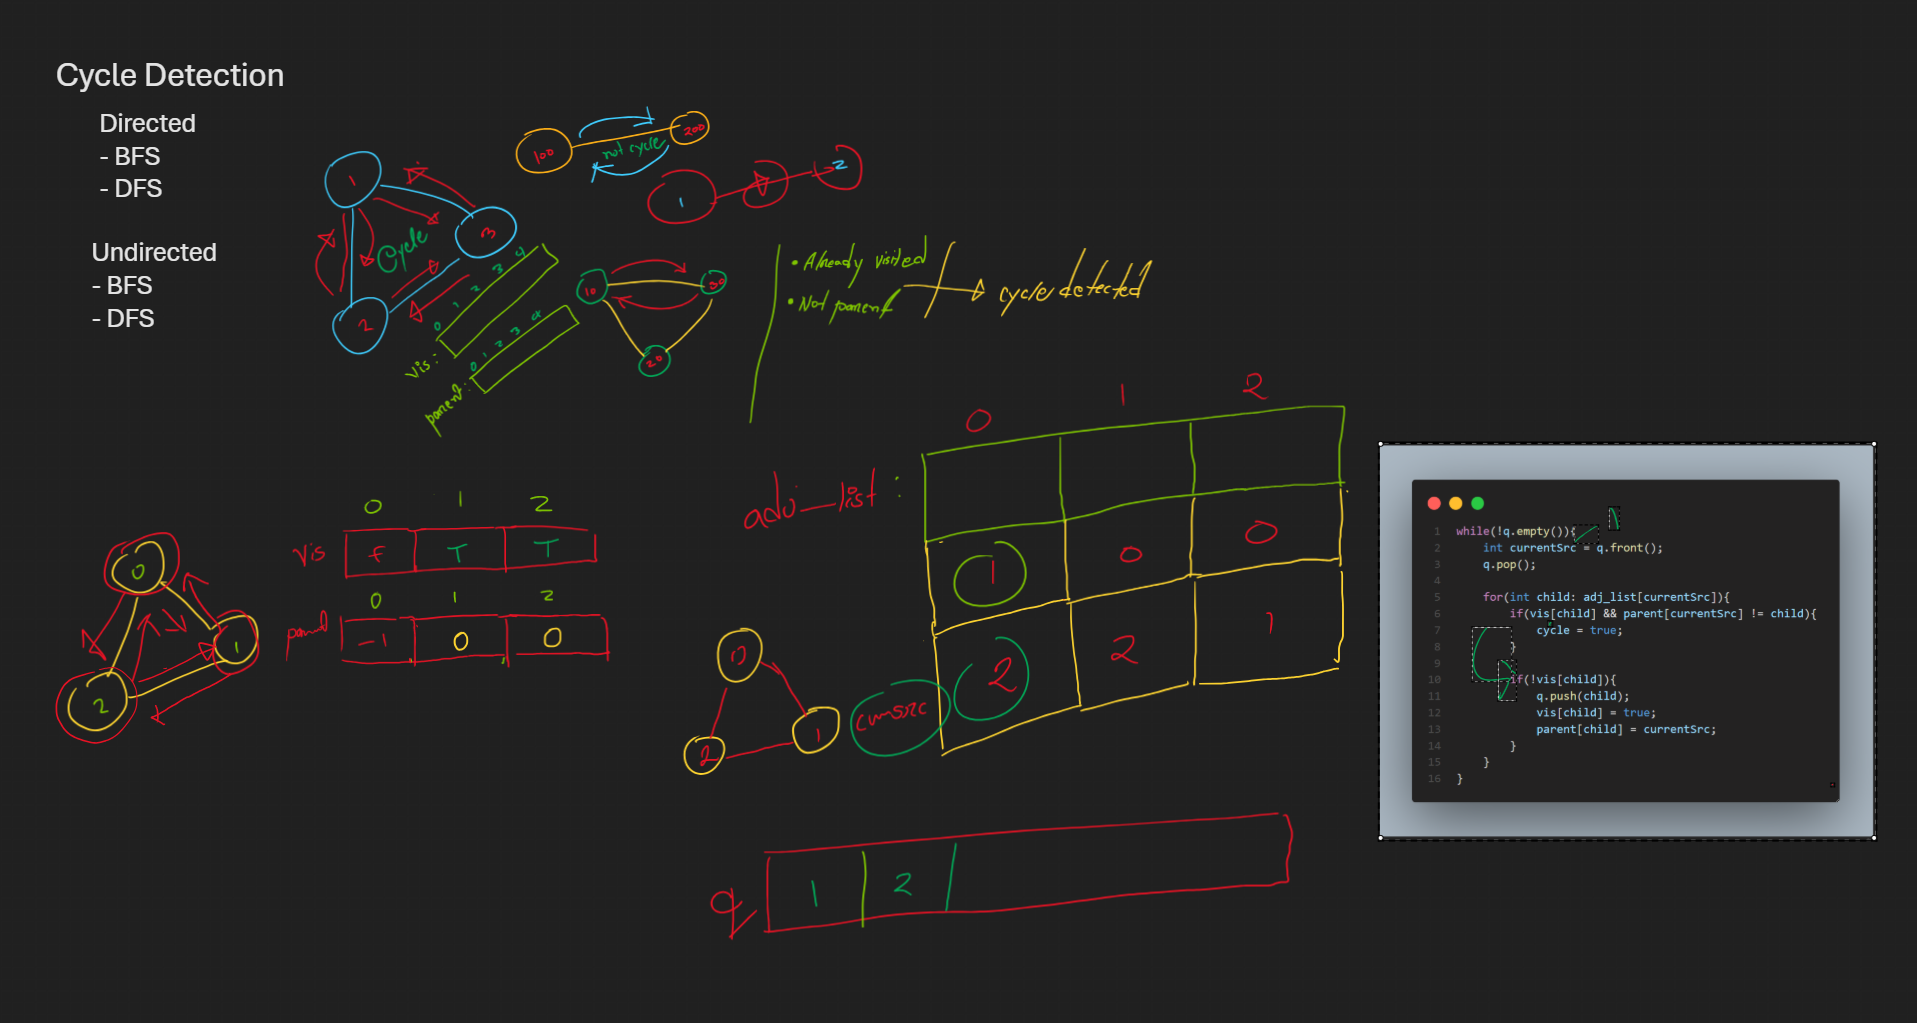 Cycle Detection
Directed
- BFS
- DFS
Undirected
- BFS
- DFS
100
200
not cycle
1
2
1
3
2
Cycle
vis:
0 1 2 3 4
parent:
0 1 2 3 4
10
20
• Already visited
• Not parent
cycle detected
0 1 2
adj_list :
1 0 0
2 2 1
0 1 2
vis f T T
0 1 2
-1 0 0
0
1
2
0
1
2
q
1 2
1 while(!q.empty()){
2 int currentSrc = q.front();
3 q.pop();
4
5 for(int child: adj_list[currentSrc]){
6 if(vis[child] && parent[currentSrc] != child){
7 cycle = true;
8 }
9
10 if(!vis[child]){
11 q.push(child);
12 vis[child] = true;
13 parent[child] = currentSrc;
14 }
15 }
16 }